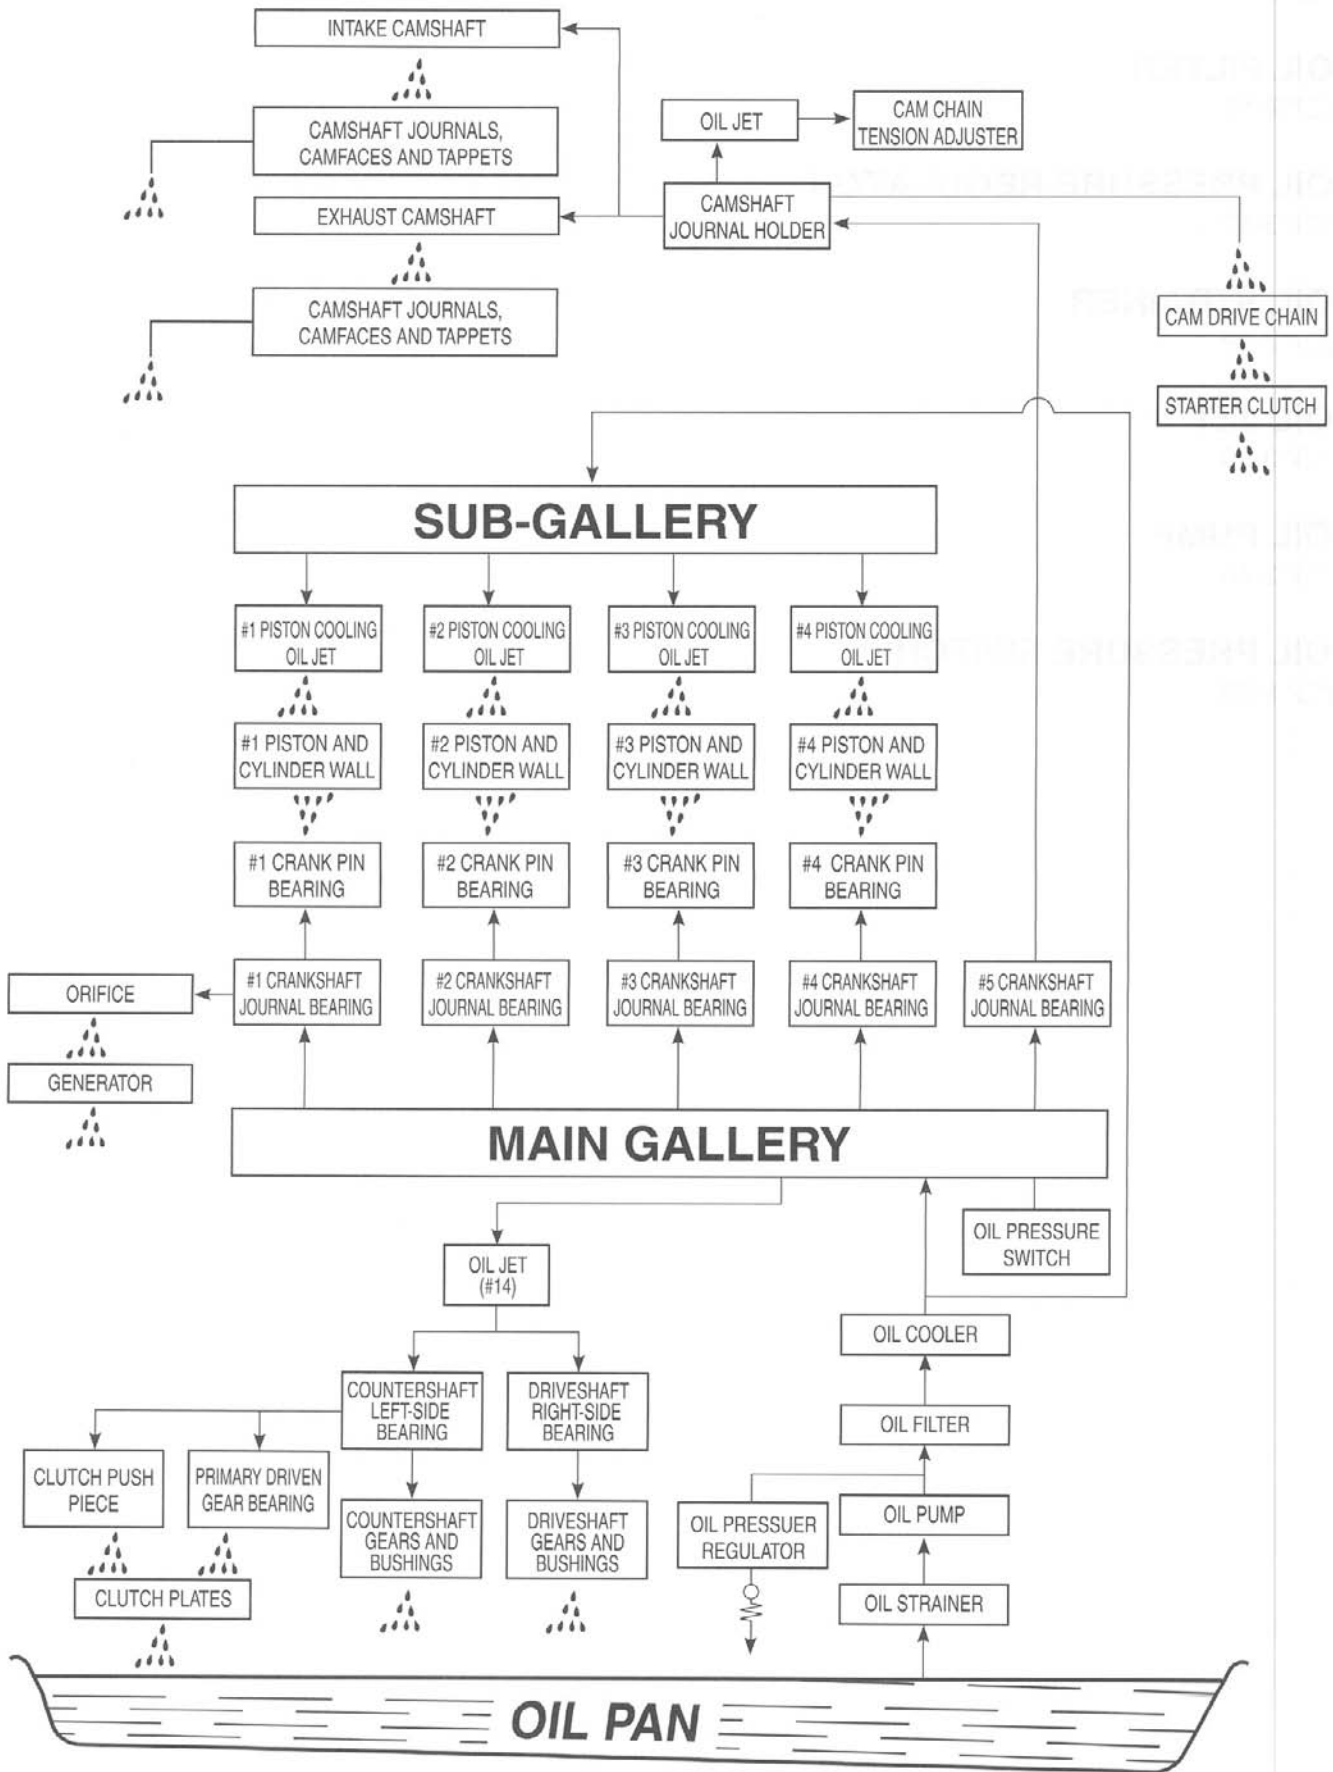 INTAKE CAMSHAFT
CAMSHAFT JOURNALS,
CAMFACES AND TAPPETS
OIL JET
CAM CHAIN
TENSION ADJUSTER
EXHAUST CAMSHAFT
CAMSHAFT
JOURNAL HOLDER
CAMSHAFT JOURNALS,
CAMFACES AND TAPPETS
CAM DRIVE CHAIN
STARTER CLUTCH
SUB-GALLERY
#1 PISTON COOLING
OIL JET
#2 PISTON COOLING
OIL JET
#3 PISTON COOLING
OIL JET
#4 PISTON COOLING
OIL JET
#1 PISTON AND
CYLINDER WALL
#2 PISTON AND
CYLINDER WALL
#3 PISTON AND
CYLINDER WALL
#4 PISTON AND
CYLINDER WALL
#1 CRANK PIN
BEARING
#2 CRANK PIN
BEARING
#3 CRANK PIN
BEARING
#4 CRANK PIN
BEARING
ORIFICE
#1 CRANKSHAFT
JOURNAL BEARING
#2 CRANKSHAFT
JOURNAL BEARING
#3 CRANKSHAFT
JOURNAL BEARING
#4 CRANKSHAFT
JOURNAL BEARING
#5 CRANKSHAFT
JOURNAL BEARING
GENERATOR
MAIN GALLERY
OIL JET
(#14)
OIL PRESSURE
SWITCH
OIL COOLER
COUNTERSHAFT
LEFT-SIDE
BEARING
DRIVESHAFT
RIGHT-SIDE
BEARING
OIL FILTER
CLUTCH PUSH
PIECE
PRIMARY DRIVEN
GEAR BEARING
COUNTERSHAFT
GEARS AND
BUSHINGS
DRIVESHAFT
GEARS AND
BUSHINGS
OIL PRESSUER
REGULATOR
OIL PUMP
CLUTCH PLATES
OIL STRAINER
OIL PAN